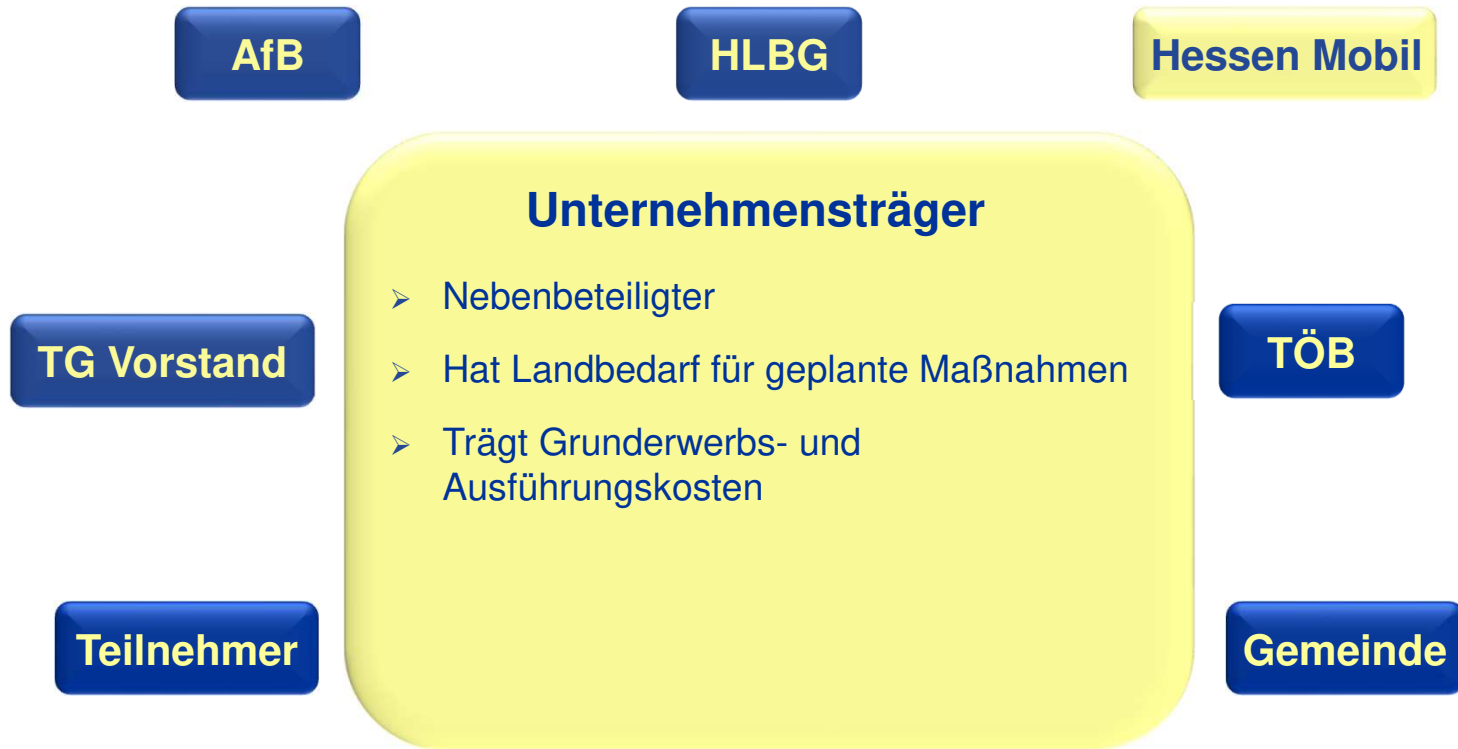 AfB
HLBG
Hessen Mobil
Unternehmensträger
➢ Nebenbeteiligter
➢ Hat Landbedarf für geplante Maßnahmen
➢ Trägt Grunderwerbs- und
Ausführungskosten
TG Vorstand
TÖB
Teilnehmer
Gemeinde